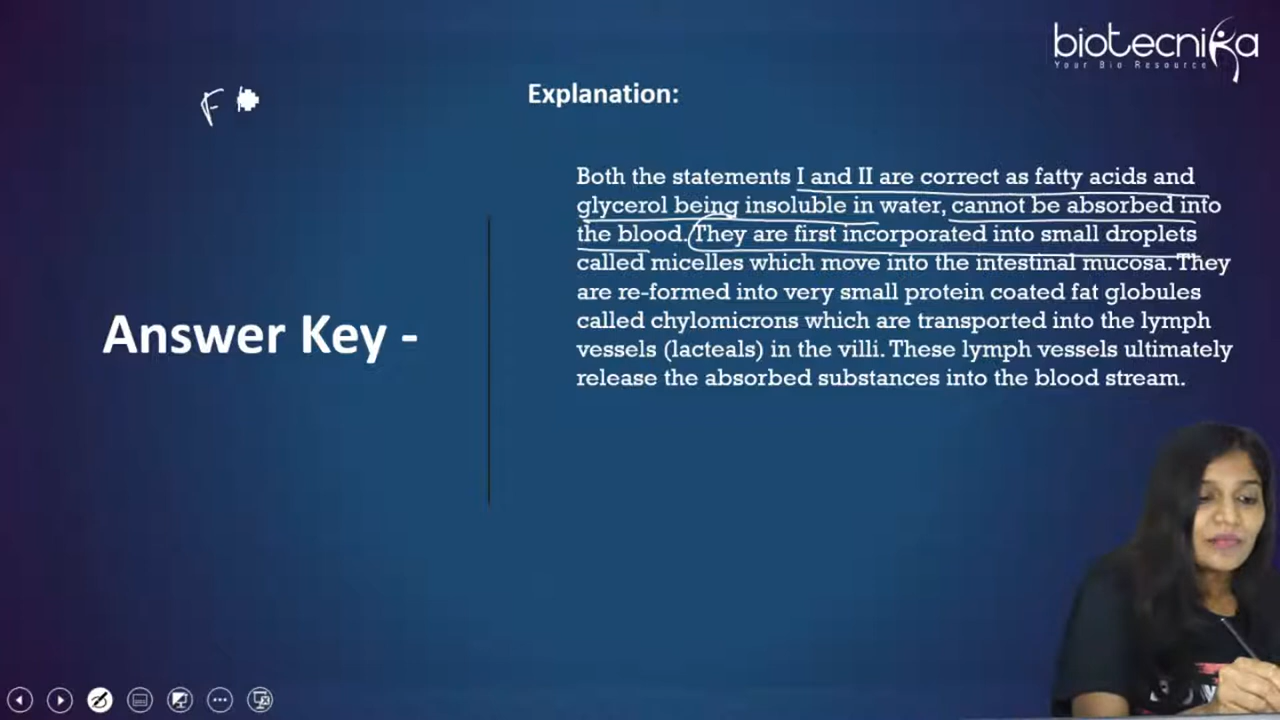 biotecnika
Your Bio Resource
F
Explanation:
Both the statements I and II are correct as fatty acids and
glycerol being insoluble in water, cannot be absorbed into
the blood. They are first incorporated into small droplets
called micelles which move into the intestinal mucosa. They
are re-formed into very small protein coated fat globules
called chylomicrons which are transported into the lymph
vessels (lacteals) in the villi. These lymph vessels ultimately
release the absorbed substances into the blood stream.
Answer Key -